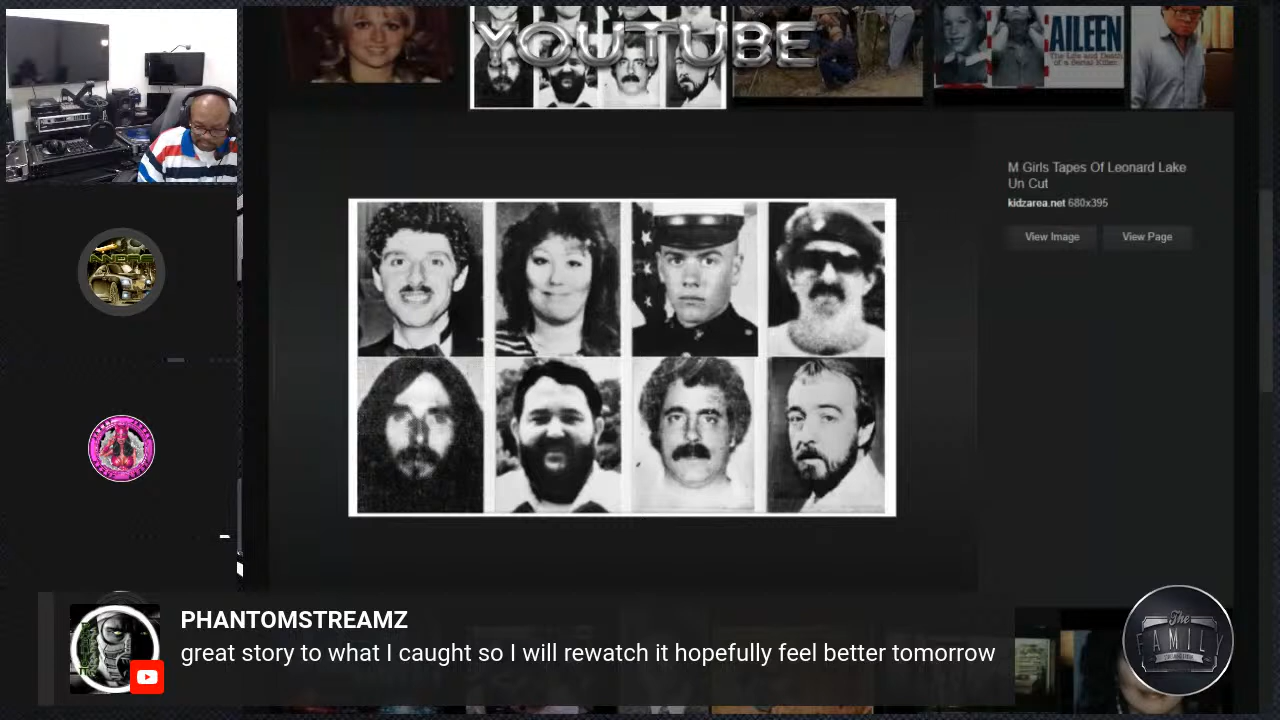 YOUTUBE
AILEEN
The Life and Death
of a Serial Killer
M Girls Tapes Of Leonard Lake
Un Cut
kidzarea.net 680x395
View Image
View Page
ANDRE
PHANTOMSTREAMZ
great story to what I caught so I will rewatch it hopefully feel better tomorrow
The
FAMILY